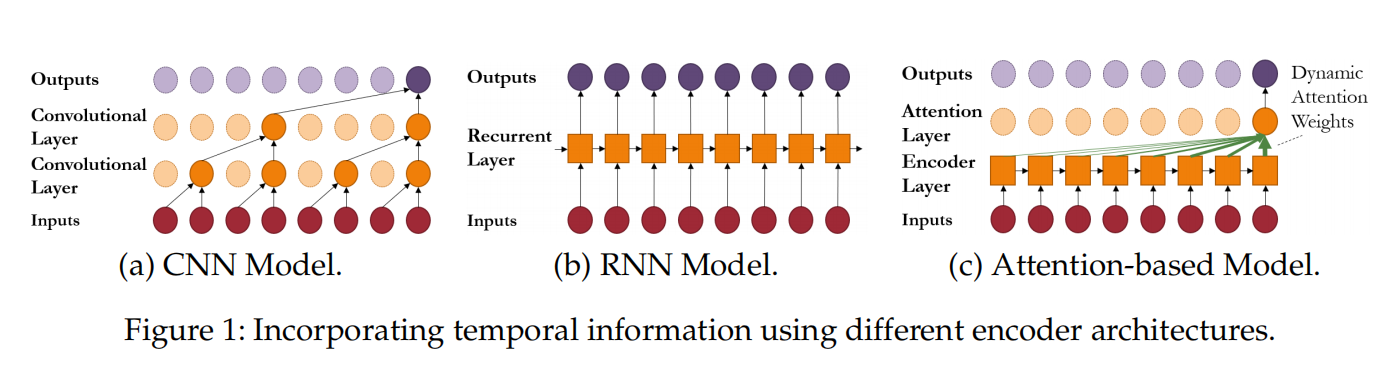 Outputs
Convolutional
Layer
Convolutional
Layer
Inputs
(a) CNN Model.
Outputs
Recurrent
Layer
Inputs
(b) RNN Model.
Outputs
Attention
Layer
Encoder
Layer
Inputs
Dynamic
Attention
Weights
(c) Attention-based Model.
Figure 1: Incorporating temporal information using different encoder architectures.